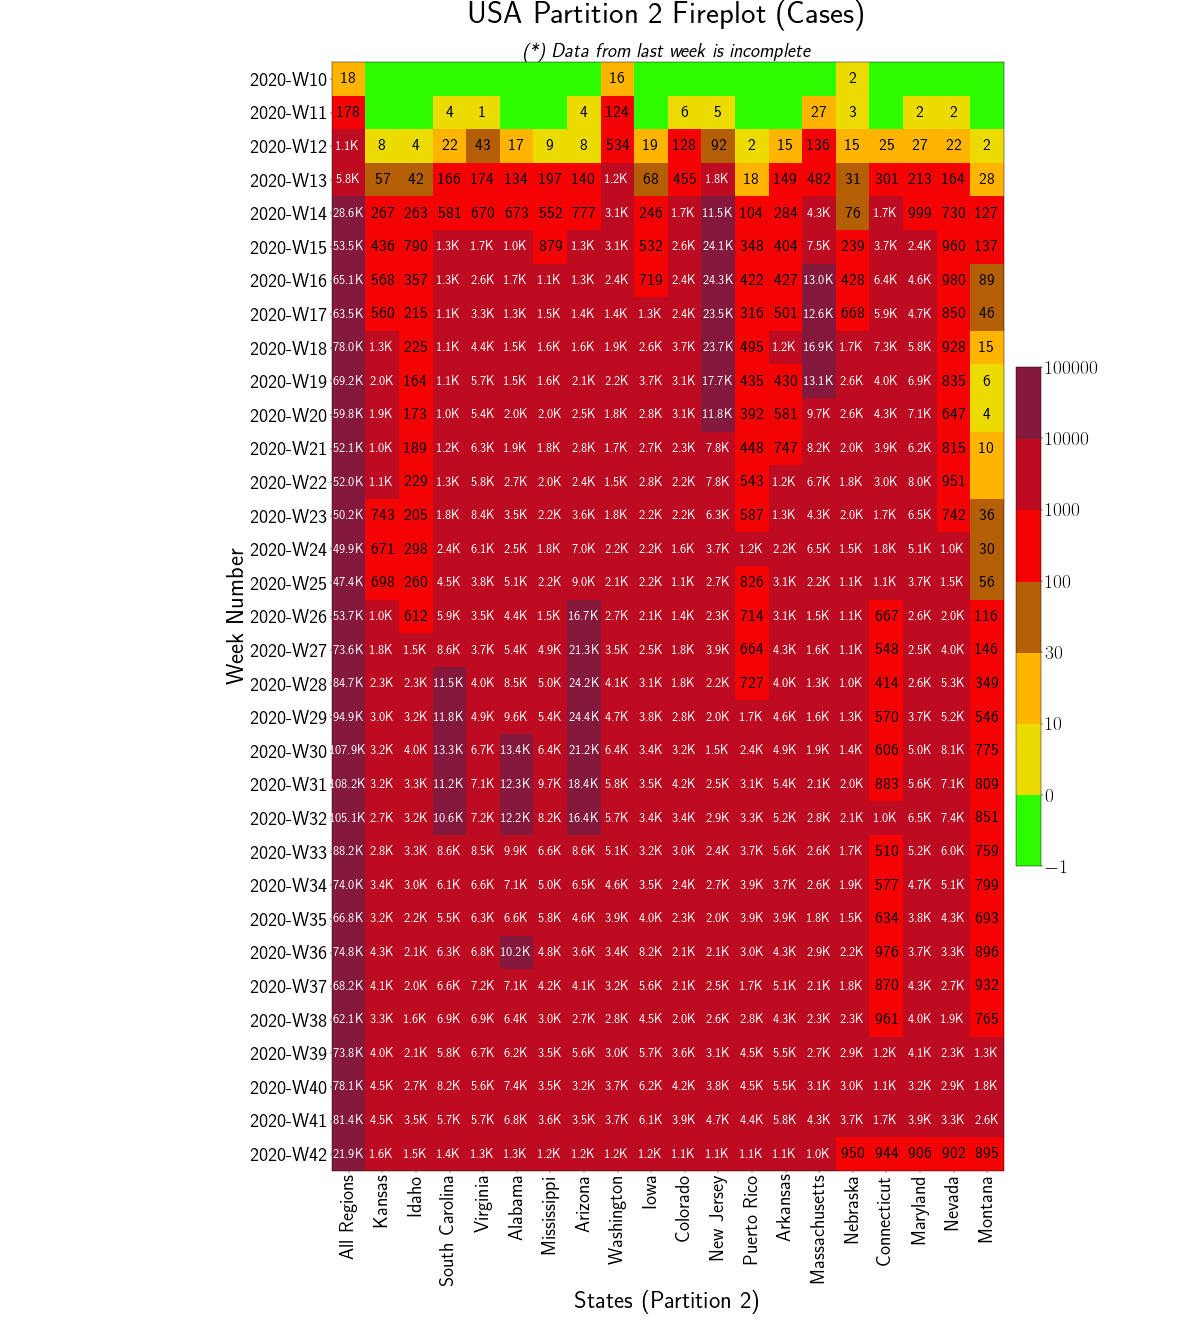 USA Partition 2 Fireplot (Cases)
(*) Data from last week is incomplete
2020-W10 18 16 2
2020-W11 178 4 1 4 124 6 5 27 3 2 2
2020-W12 1.1K 8 4 22 43 17 9 8 534 19 128 92 2 15 136 15 25 27 22 2
2020-W13 5.8K 57 42 166 174 134 197 140 1.2K 68 455 1.8K 18 149 482 31 301 213 164 28
2020-W14 28.6K 267 263 581 670 673 552 777 3.1K 246 1.7K 11.5K 104 284 4.3K 76 1.7K 999 730 127
2020-W15 53.5K 436 790 1.3K 1.7K 1.0K 879 1.3K 3.1K 532 2.6K 24.1K 348 404 7.5K 239 3.7K 2.4K 960 137
2020-W16 65.1K 568 357 1.3K 2.6K 1.7K 1.1K 1.3K 2.4K 719 2.4K 24.3K 422 427 13.0K 428 6.4K 4.6K 980 89
2020-W17 63.5K 560 215 1.1K 3.3K 1.3K 1.5K 1.4K 1.4K 1.3K 2.4K 23.5K 316 501 12.6K 668 5.9K 4.7K 850 46
2020-W18 78.0K 1.3K 225 1.1K 4.4K 1.5K 1.6K 1.6K 1.9K 2.6K 3.7K 23.7K 495 1.2K 16.9K 1.7K 7.3K 5.8K 928 15
2020-W19 69.2K 2.0K 164 1.1K 5.7K 1.5K 1.6K 2.1K 2.2K 3.7K 3.1K 17.7K 435 430 13.1K 2.6K 4.0K 6.9K 835 6
2020-W20 59.8K 1.9K 173 1.0K 5.4K 2.0K 2.0K 2.5K 1.8K 2.8K 3.1K 11.8K 392 581 9.7K 2.6K 4.3K 7.1K 647 4
2020-W21 52.1K 1.0K 189 1.2K 6.3K 1.9K 1.8K 2.8K 1.7K 2.7K 2.3K 7.8K 448 747 8.2K 2.0K 3.9K 6.2K 815 10
2020-W22 52.0K 1.1K 229 1.3K 5.8K 2.7K 2.0K 2.4K 1.5K 2.8K 2.2K 7.8K 543 1.2K 6.7K 1.8K 3.0K 8.0K 951
2020-W23 50.2K 743 205 1.8K 8.4K 3.5K 2.2K 3.6K 1.8K 2.2K 2.2K 6.3K 587 1.3K 4.3K 2.0K 1.7K 6.5K 742 36
2020-W24 49.9K 671 298 2.4K 6.1K 2.5K 1.8K 7.0K 2.2K 2.2K 1.6K 3.7K 1.2K 2.2K 6.5K 1.5K 1.8K 5.1K 1.0K 30
2020-W25 47.4K 698 260 4.5K 3.8K 5.1K 2.2K 9.0K 2.1K 2.2K 1.1K 2.7K 826 3.1K 2.2K 1.1K 1.1K 3.7K 1.5K 56
2020-W26 53.7K 1.0K 612 5.9K 3.5K 4.4K 1.5K 16.7K 2.7K 2.1K 1.4K 2.3K 714 3.1K 1.5K 1.1K 667 2.6K 2.0K 116
2020-W27 73.6K 1.8K 1.5K 8.6K 3.7K 5.4K 4.9K 21.3K 3.5K 2.5K 1.8K 3.9K 664 4.3K 1.6K 1.1K 548 2.5K 4.0K 146
2020-W28 84.7K 2.3K 2.3K 11.5K 4.0K 8.5K 5.0K 24.2K 4.1K 3.1K 1.8K 2.2K 727 4.0K 1.3K 1.0K 414 2.6K 5.3K 349
2020-W29 94.9K 3.0K 3.2K 11.8K 4.9K 9.6K 5.4K 24.4K 4.7K 3.8K 2.8K 2.0K 1.7K 4.6K 1.6K 1.3K 570 3.7K 5.2K 546
2020-W30 107.9K 3.2K 4.0K 13.3K 6.7K 13.4K 6.4K 21.2K 6.4K 3.4K 3.2K 1.5K 2.4K 4.9K 1.9K 1.4K 606 5.0K 8.1K 775
2020-W31 108.2K 3.2K 3.3K 11.2K 7.1K 12.3K 9.7K 18.4K 5.8K 3.5K 4.2K 2.5K 3.1K 5.4K 2.1K 2.0K 883 5.6K 7.1K 809
2020-W32 105.1K 2.7K 3.2K 10.6K 7.2K 12.2K 8.2K 16.4K 5.7K 3.4K 3.4K 2.9K 3.3K 5.2K 2.8K 2.1K 1.0K 6.5K 7.4K 851
2020-W33 88.2K 2.8K 3.3K 8.6K 8.5K 9.9K 6.6K 8.6K 5.1K 3.2K 3.0K 2.4K 3.7K 5.6K 2.6K 1.7K 510 5.2K 6.0K 759
2020-W34 74.0K 3.4K 3.0K 6.1K 6.6K 7.1K 5.0K 6.5K 4.6K 3.5K 2.4K 2.7K 3.9K 3.7K 2.6K 1.9K 577 4.7K 5.1K 799
2020-W35 66.8K 3.2K 2.2K 5.5K 6.3K 6.6K 5.8K 4.6K 3.9K 4.0K 2.3K 2.0K 3.9K 3.9K 1.8K 1.5K 634 3.8K 4.3K 693
2020-W36 74.8K 4.3K 2.1K 6.3K 6.8K 10.2K 4.8K 3.6K 3.4K 8.2K 2.1K 2.1K 3.0K 4.3K 2.9K 2.2K 976 3.7K 3.3K 896
2020-W37 68.2K 4.1K 2.0K 6.6K 7.2K 7.1K 4.2K 4.1K 3.2K 5.6K 2.1K 2.5K 1.7K 5.1K 2.1K 1.8K 870 4.3K 2.7K 932
2020-W38 62.1K 3.3K 1.6K 6.9K 6.9K 6.4K 3.0K 2.7K 2.8K 4.5K 2.0K 2.6K 2.8K 4.3K 2.3K 2.3K 961 4.0K 1.9K 765
2020-W39 73.8K 4.0K 2.1K 5.8K 6.7K 6.2K 3.5K 5.6K 3.0K 5.7K 3.6K 3.1K 4.5K 5.5K 2.7K 2.9K 1.2K 4.1K 2.3K 1.3K
2020-W40 78.1K 4.5K 2.7K 8.2K 5.6K 7.4K 3.5K 3.2K 3.7K 6.2K 4.2K 3.8K 4.5K 5.5K 3.1K 3.0K 1.1K 3.2K 2.9K 1.8K
2020-W41 81.4K 4.5K 3.5K 5.7K 5.7K 6.8K 3.6K 3.5K 3.7K 6.1K 3.9K 4.7K 4.4K 5.8K 4.3K 3.7K 1.7K 3.9K 3.3K 2.6K
2020-W42 21.9K 1.6K 1.5K 1.4K 1.3K 1.3K 1.2K 1.2K 1.2K 1.2K 1.1K 1.1K 1.1K 1.1K 1.0K 950 944 906 902 895
Week Number
All Regions
Kansas
Idaho
South Carolina
Virginia
Alabama
Mississippi
Arizona
Washington
Iowa
Colorado
New Jersey
Puerto Rico
Arkansas
Massachusetts
Nebraska
Connecticut
Maryland
Nevada
Montana
States (Partition 2)
100000
10000
1000
100
30
10
0
−1